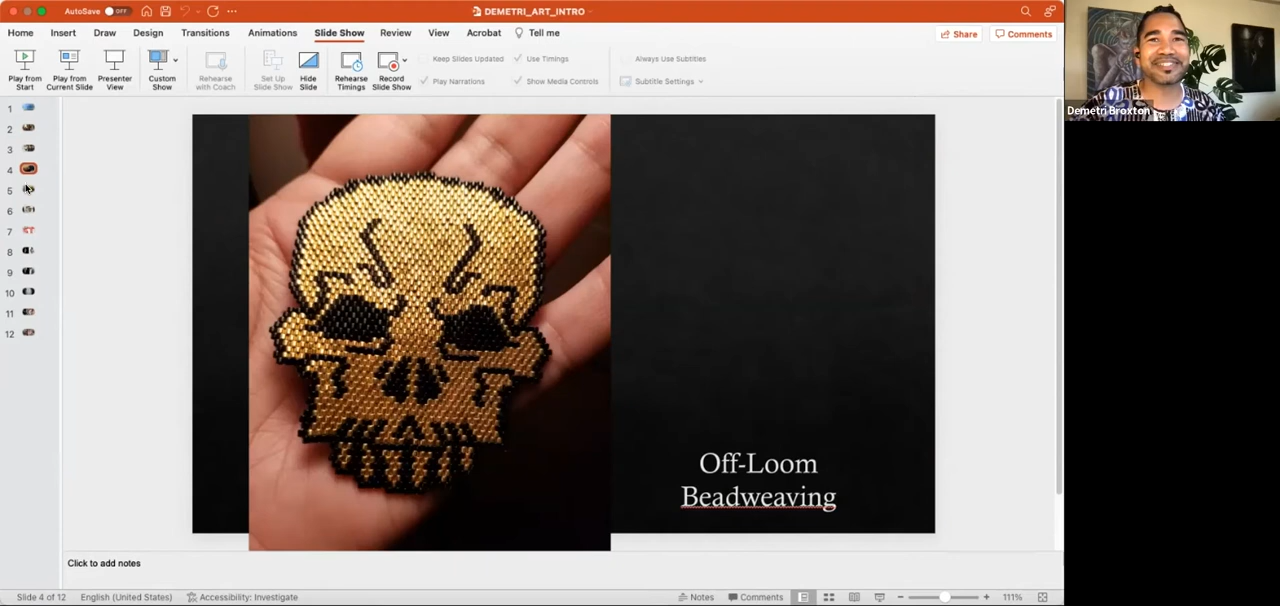 AutoSave OFF
DEMETRI_ART_INTRO
Home Insert Draw Design Transitions Animations Slide Show Review View Acrobat Tell me
Share Comments
Play from Start
Play from Current Slide
Presenter View
Custom Show
Rehearse with Coach
Set Up Slide Show
Hide Slide
Rehearse Timings
Record Slide Show
Keep Slides Updated
Use Timings
Play Narrations
Show Media Controls
Always Use Subtitles
Subtitle Settings
Demetri Broxton
1
2
3
4
5
6
7
8
9
10
11
12
Off-Loom
Beadweaving
Click to add notes
Slide 4 of 12 English (United States) Accessibility: Investigate Notes Comments 111%